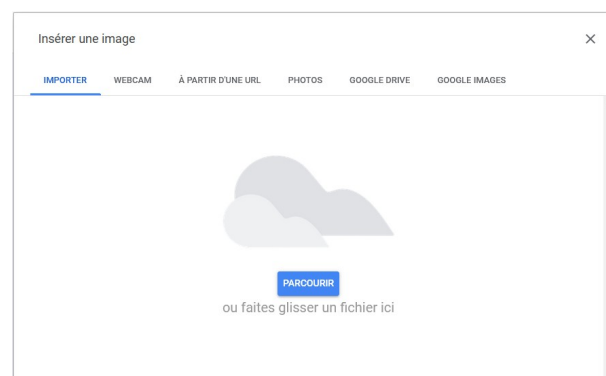 Insérer une image
IMPORTER WEBCAM À PARTIR D'UNE URL PHOTOS GOOGLE DRIVE GOOGLE IMAGES
PARCOURIR
ou faites glisser un fichier ici